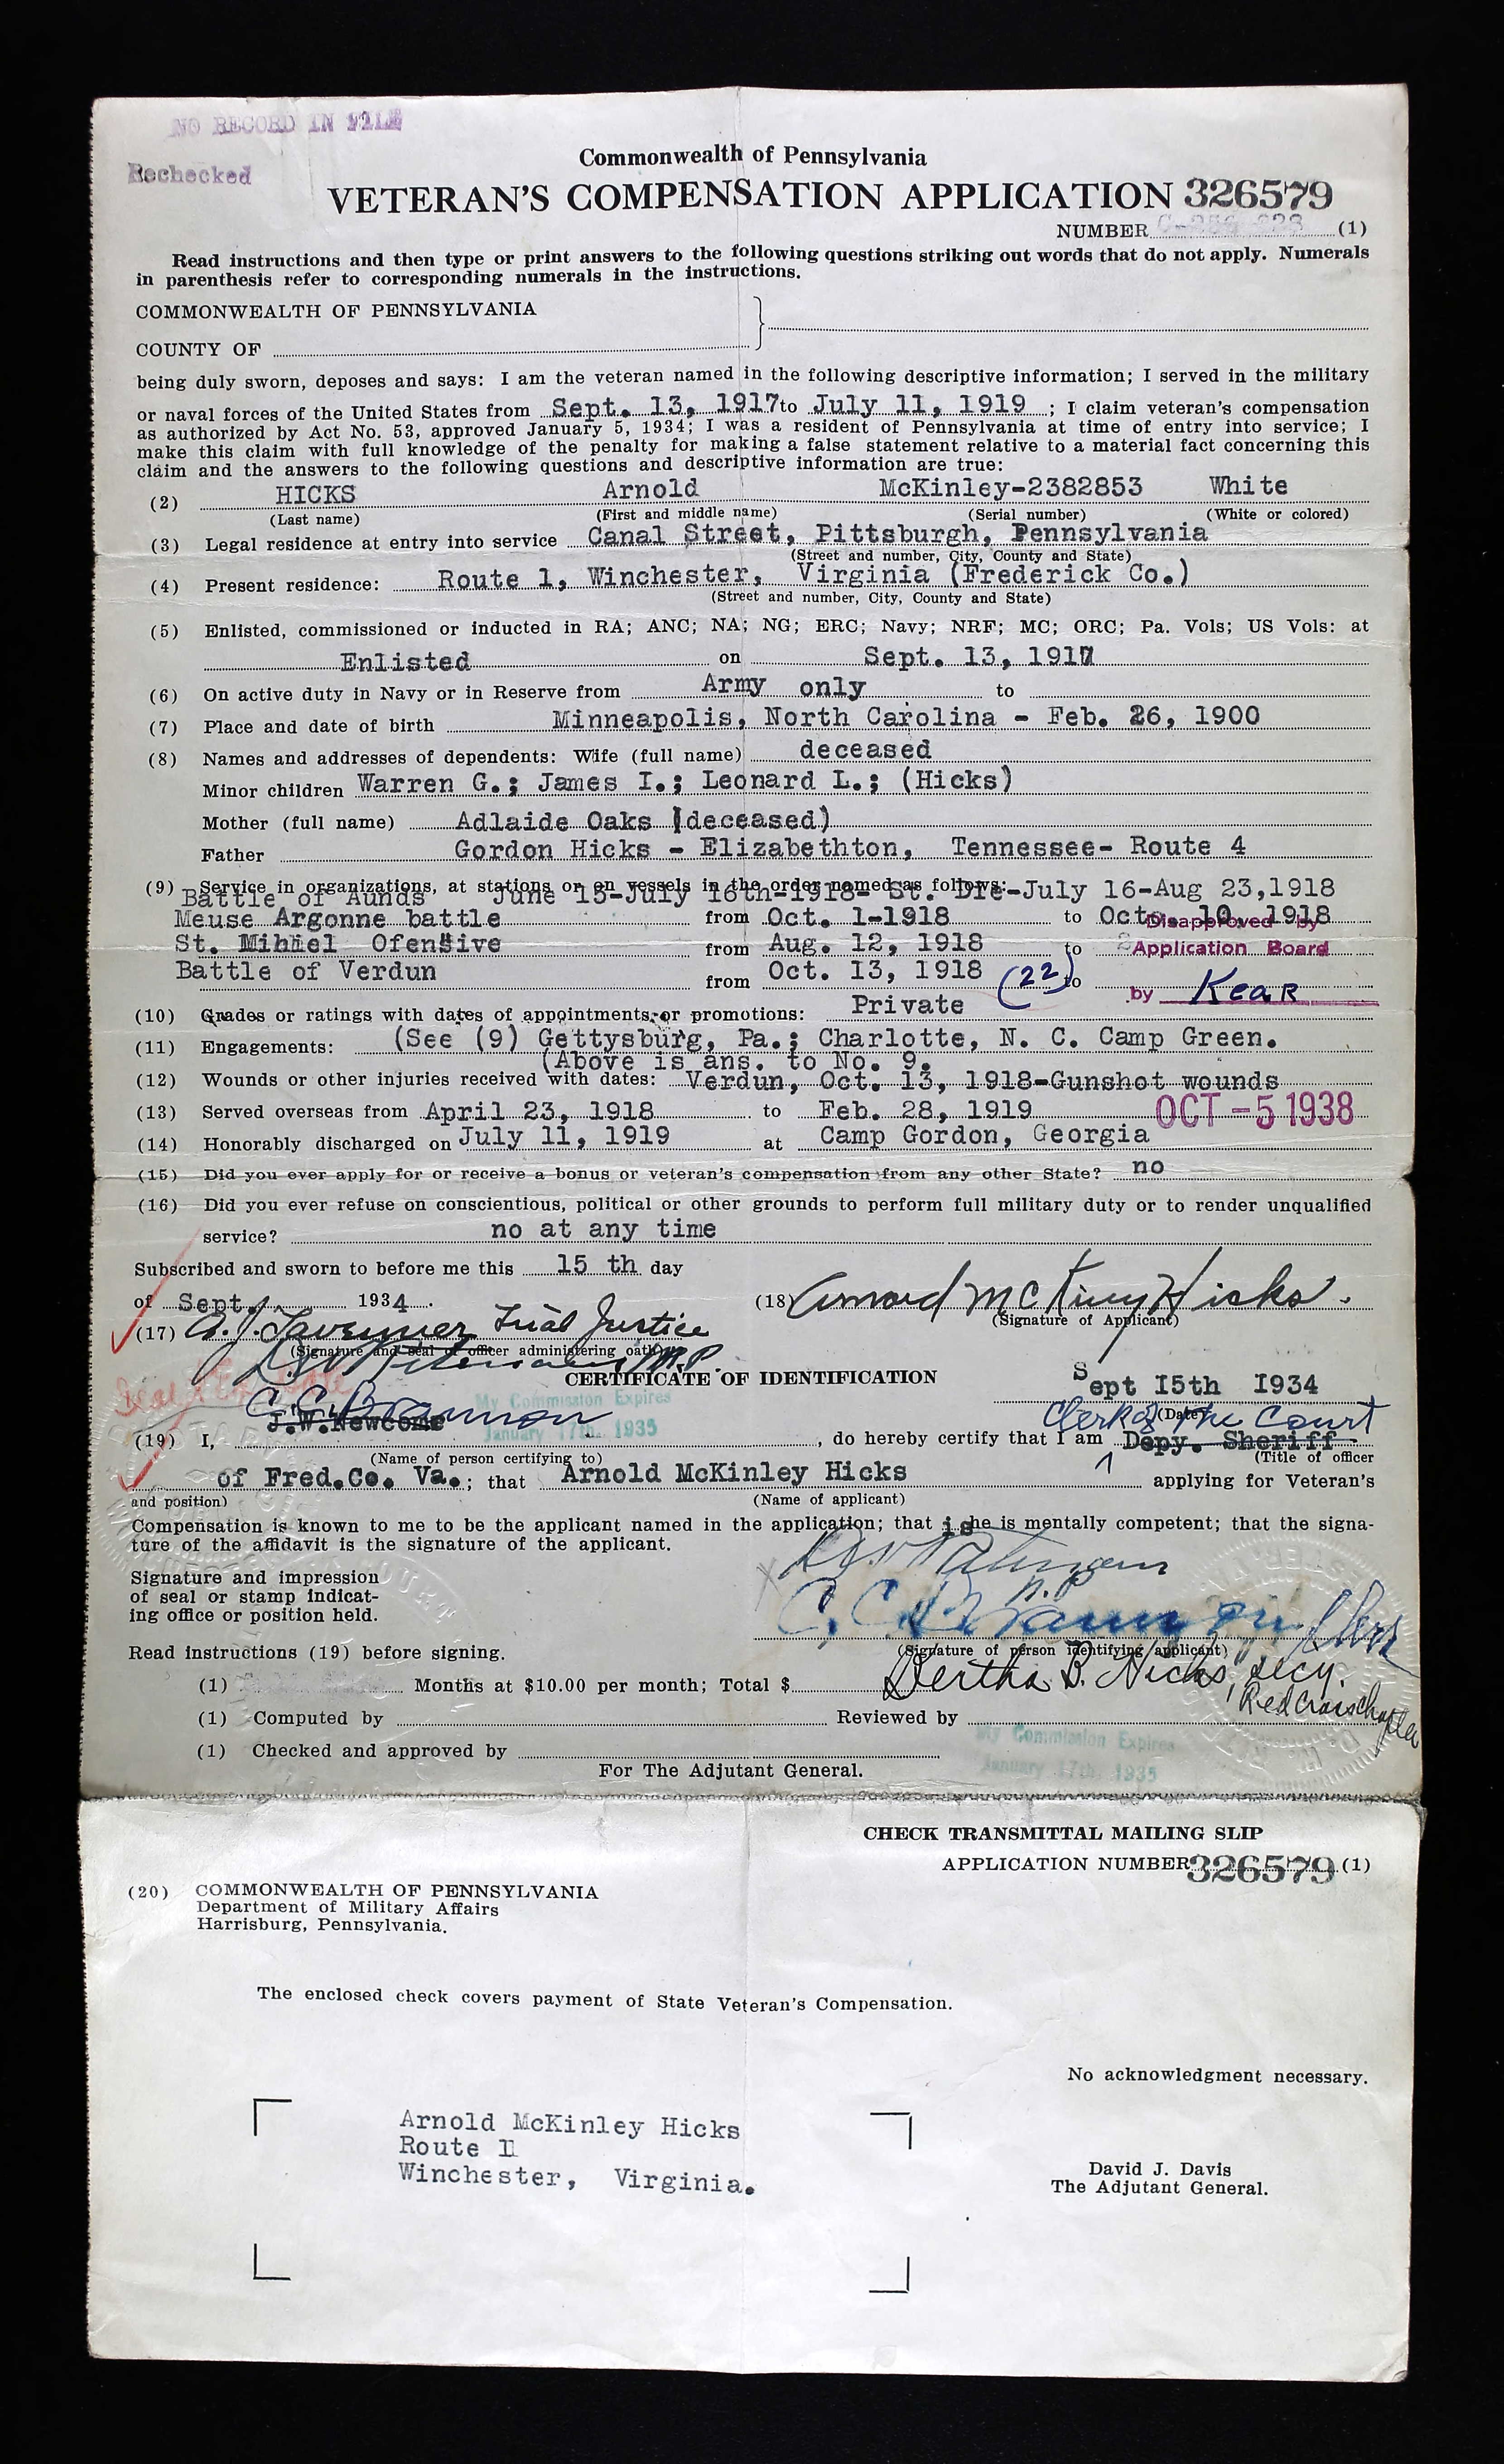 NO RECORD IN FILE
Rechecked
Commonwealth of Pennsylvania
VETERAN'S COMPENSATION APPLICATION 326579
NUMBER (1)
Read instructions and then type or print answers to the following questions striking out words that do not apply. Numerals
in parenthesis refer to corresponding numerals in the instructions.
COMMONWEALTH OF PENNSYLVANIA
COUNTY OF
being duly sworn, deposes and says: I am the veteran named in the following descriptive information; I served in the military
or naval forces of the United States from Sept. 13, 1917 to July 11, 1919 ; I claim veteran's compensation
as authorized by Act No. 53, approved January 5, 1934; I was a resident of Pennsylvania at time of entry into service; I
make this claim with full knowledge of the penalty for making a false statement relative to a material fact concerning this
claim and the answers to the following questions and descriptive information are true:
(2) HICKS Arnold McKinley-2382853 White
(Last name) (First and middle name) (Serial number) (White or colored)
(3) Legal residence at entry into service Canal Street, Pittsburgh, Pennsylvania
(Street and number, City, County and State)
(4) Present residence: Route 1, Winchester, Virginia (Frederick Co.)
(Street and number, City, County and State)
(5) Enlisted, commissioned or inducted in RA; ANC; NA; NG; ERC; Navy; NRF; MC; ORC; Pa. Vols; US Vols: at
Enlisted on Sept. 13, 1917
(6) On active duty in Navy or in Reserve from Army only to
(7) Place and date of birth Minneapolis, North Carolina - Feb. 26, 1900
(8) Names and addresses of dependents: Wife (full name) deceased
Minor children Warren G.; James I.; Leonard L.; (Hicks)
Mother (full name) Adlaide Oaks (deceased)
Father Gordon Hicks - Elizabethton, Tennessee- Route 4
(9) Service in organizations, at stations or on vessels in the order named as follows:
Battle of Aunds June 15-July 16th-1918- St. Die-July 16-Aug 23,1918
Meuse Argonne battle from Oct. 1-1918 to Oct. 10, 1918
Disapproved by
St. Mihiel Ofensive from Aug. 12, 1918 to
Application Board
Battle of Verdun from Oct. 13, 1918 (22) to
by Kear
(10) Grades or ratings with dates of appointments or promotions: Private
(11) Engagements: (See (9) Gettysburg, Pa.; Charlotte, N. C. Camp Green.
(Above is ans. to No. 9.
(12) Wounds or other injuries received with dates: Verdun, Oct. 13, 1918-Gunshot wounds
(13) Served overseas from April 23, 1918 to Feb. 28, 1919
OCT -5 1938
(14) Honorably discharged on July 11, 1919 at Camp Gordon, Georgia
(15) Did you ever apply for or receive a bonus or veteran's compensation from any other State? no
(16) Did you ever refuse on conscientious, political or other grounds to perform full military duty or to render unqualified
service? no at any time
Subscribed and sworn to before me this 15 th day
of Sept. 1934.
(18) Arnold McKinly Hicks.
(Signature of Applicant)
(17) A. J. Tavenner Trial Justice
(Signature and seal of officer administering oath)
N.P.
CERTIFICATE OF IDENTIFICATION
Sept 15th 1934
(Date)
My Commission Expires
January 17th, 1935
C. C. Brannon Clerk of the Court
(19) I, J.W.Newcome , do hereby certify that I am Depy. Sheriff
(Name of person certifying to) (Title of officer
of Fred.Co. Va.; that Arnold McKinley Hicks applying for Veteran's
and position) (Name of applicant)
Compensation is known to me to be the applicant named in the application; that is he is mentally competent; that the signa-
ture of the affidavit is the signature of the applicant.
N.P.
Signature and impression
of seal or stamp indicat-
ing office or position held.
C. C. Brannon Clerk
(Signature of person identifying applicant)
Read instructions (19) before signing.
Bertha B. Hicks, secy
Red Cross chapter
(1) Months at $10.00 per month; Total $
(1) Computed by Reviewed by
My Commission Expires
January 17th, 1935
(1) Checked and approved by
For The Adjutant General.
CHECK TRANSMITTAL MAILING SLIP
APPLICATION NUMBER 326579 (1)
(20) COMMONWEALTH OF PENNSYLVANIA
Department of Military Affairs
Harrisburg, Pennsylvania.
The enclosed check covers payment of State Veteran's Compensation.
No acknowledgment necessary.
Arnold McKinley Hicks
Route 1
Winchester, Virginia.
David J. Davis
The Adjutant General.